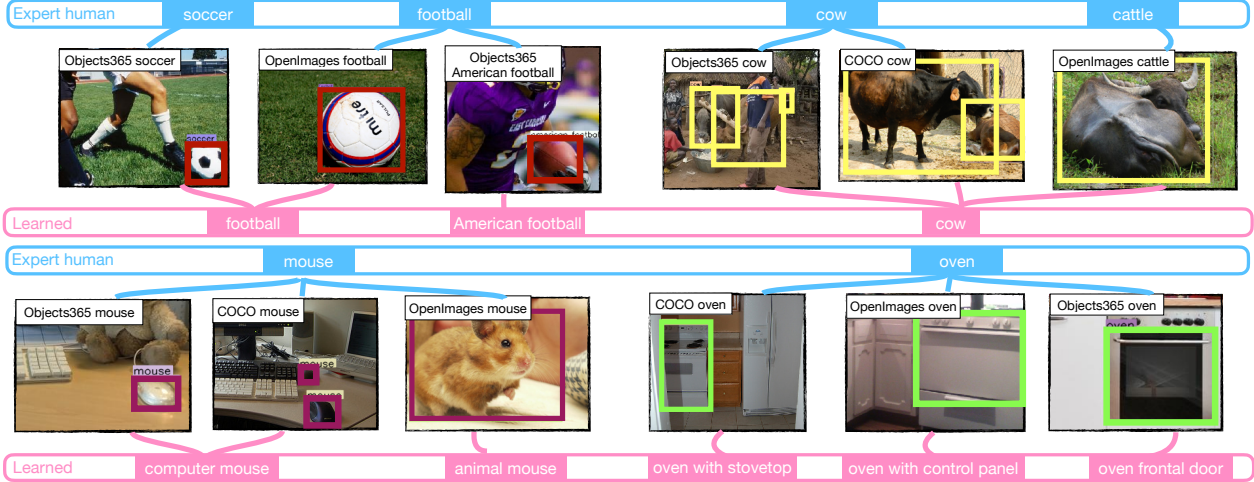 Expert human
soccer
football
cow
cattle
Objects365 soccer
OpenImages football
Objects365
American football
Objects365 cow
COCO cow
OpenImages cattle
soccer
mitre
Learned
football
American football
cow
Expert human
mouse
oven
Objects365 mouse
COCO mouse
OpenImages mouse
COCO oven
OpenImages oven
Objects365 oven
mouse
mouse
oven
Learned
computer mouse
animal mouse
oven with stovetop
oven with control panel
oven frontal door